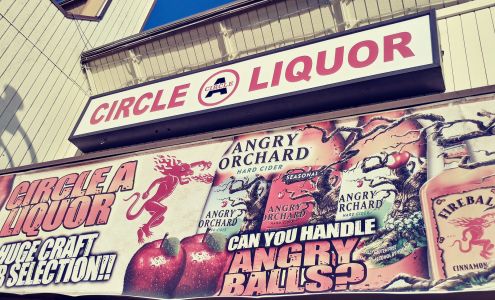 CIRCLE A CIRCLE LIQUOR
CIRCLE A
LIQUOR
HUGE CRAFT
SELECTION!!
ANGRY
ORCHARD
HARD CIDER
SEASONAL
ANGRY
ORCHARD
ANGRY
ORCHARD
ANGRY
ORCHARD
HARD CIDER
CAN YOU HANDLE
ANGRY
BALLS?
FIREBALL
CINNAMON